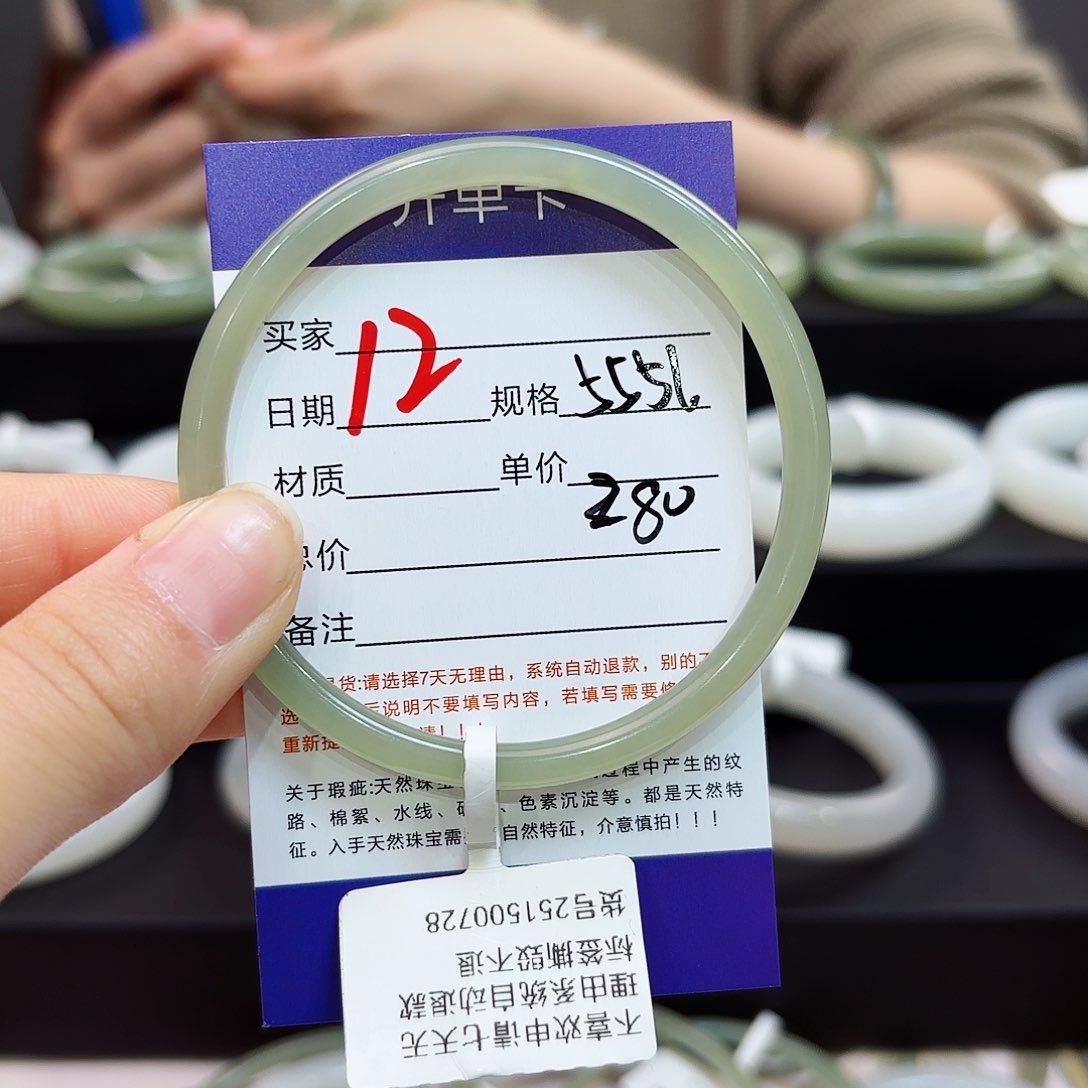 开单卡
买家
12
日期 规格 5556
材质 单价 280
总价
备注
货:请选择7天无理由，系统自动退款，别的
选 说明不要填写内容，若填写需要
重新提 请！！
关于瑕疵:天然珠宝 过程中产生的纹
路、棉絮、水线、 色素沉淀等。都是天然特
征。入手天然珠宝需 自然特征，介意慎拍！！！
不喜欢申请七天无
理由系统自动退款
标签撕毁不退
货号251500728